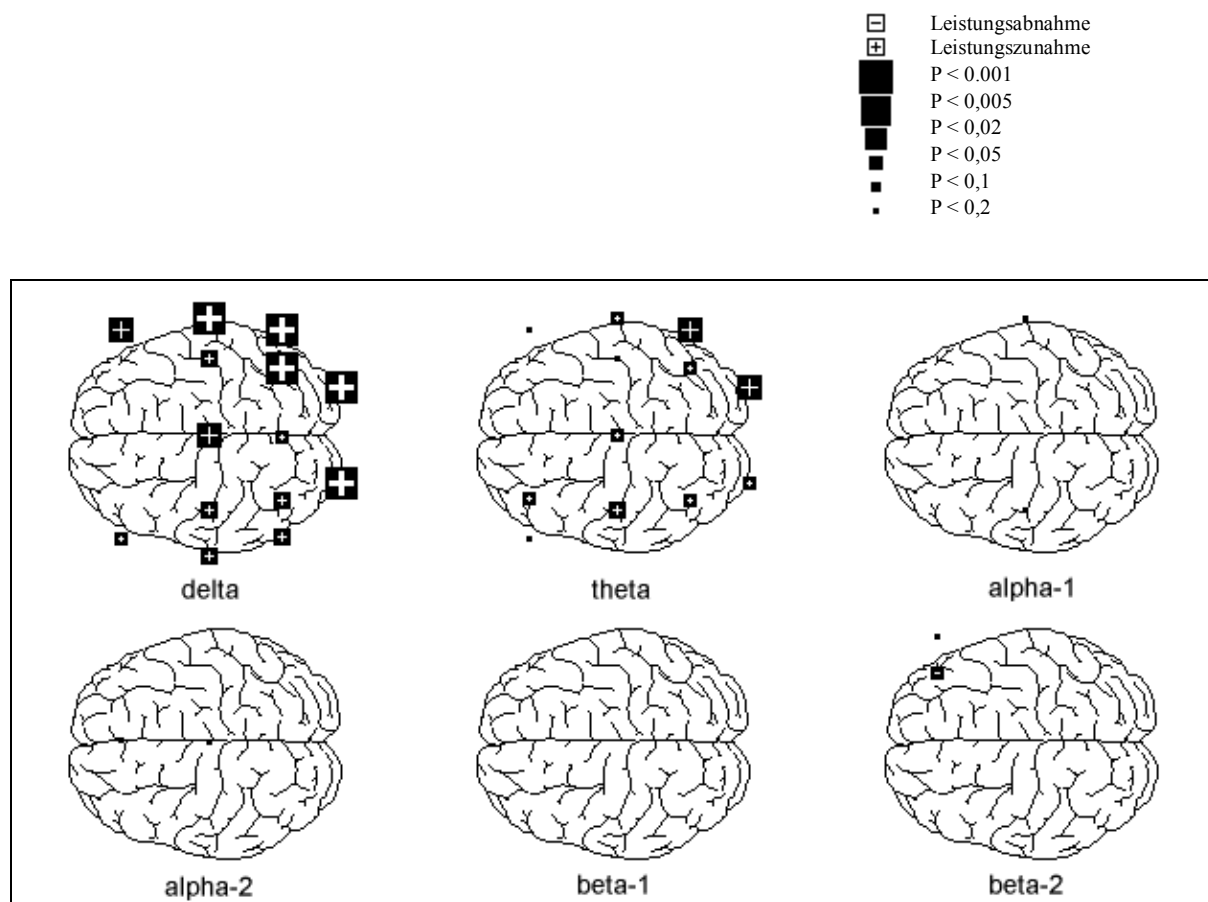 Leistungsabnahme
Leistungszunahme
P < 0.001
P < 0,005
P < 0,02
P < 0,05
P < 0,1
P < 0,2
delta
theta
alpha-1
alpha-2
beta-1
beta-2